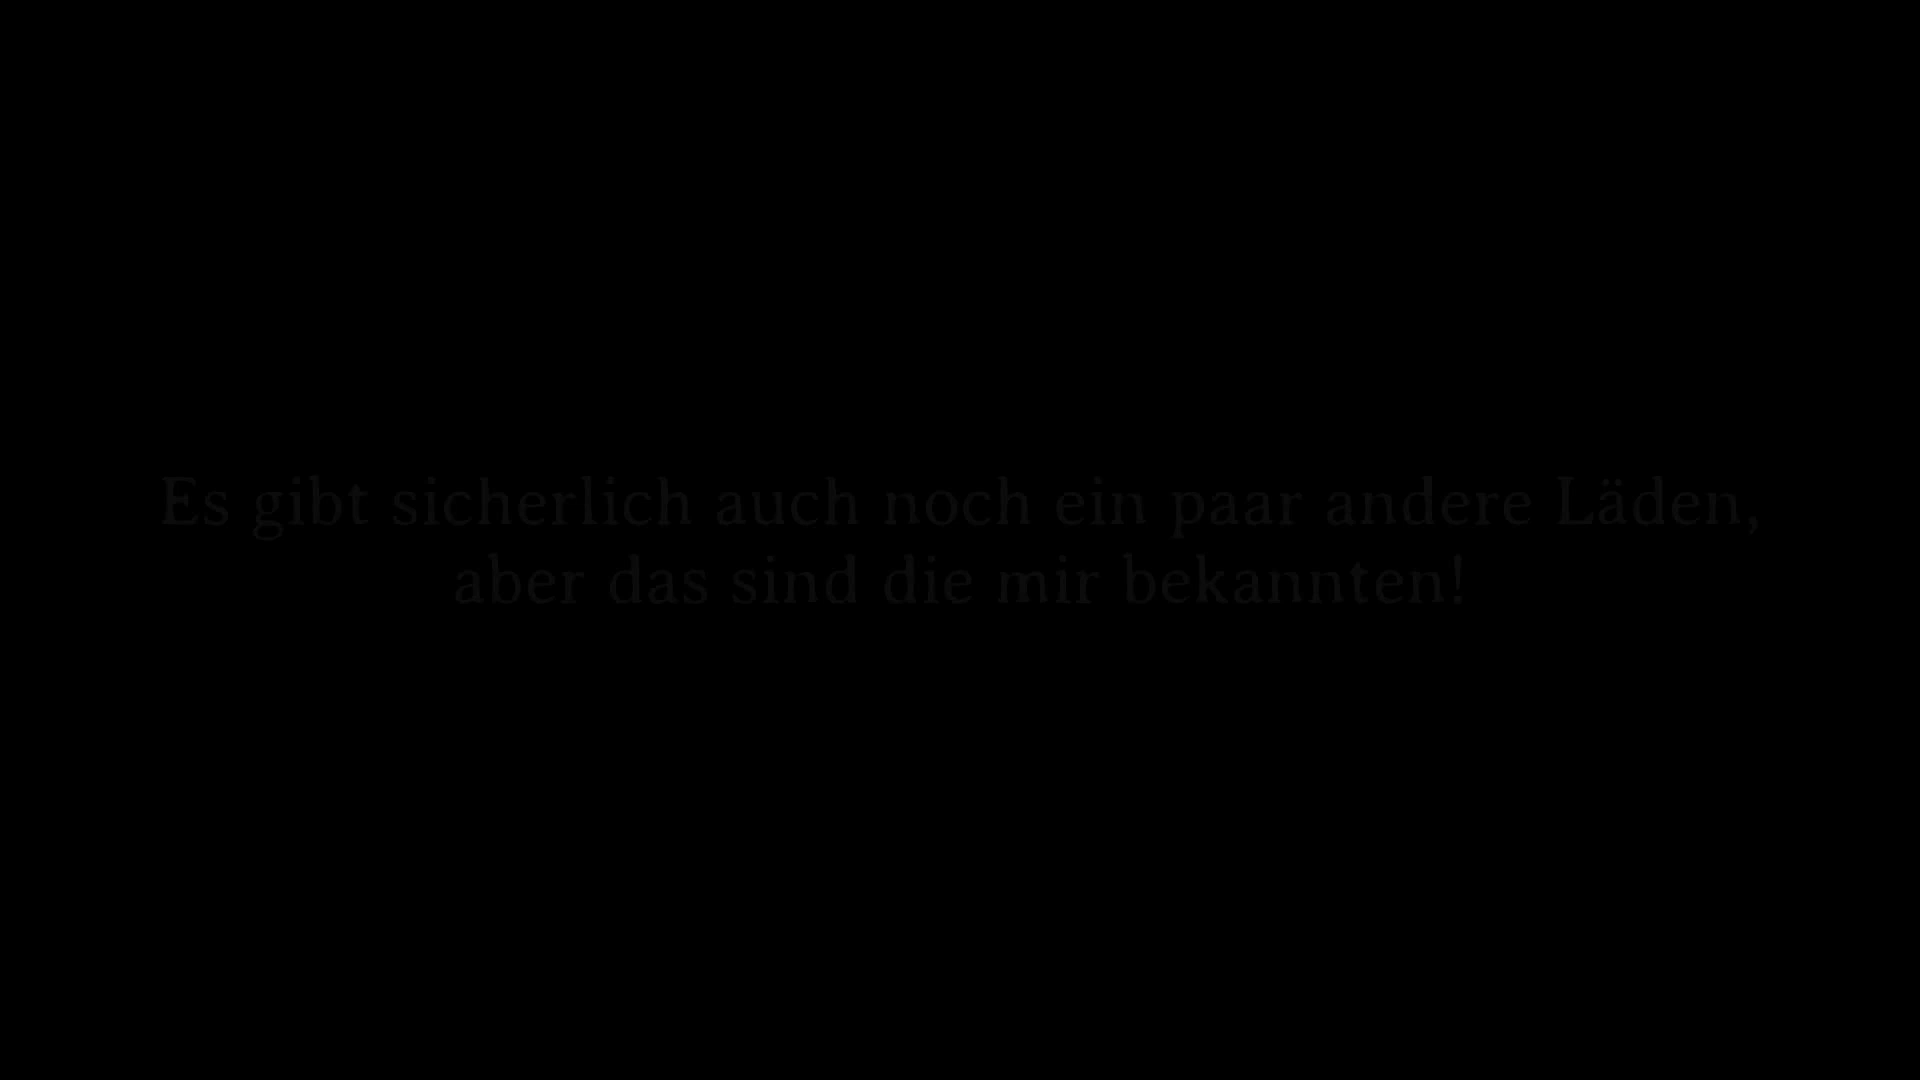 Es gibt sicherlich auch noch ein paar andere Läden,
aber das sind die mir bekannten!